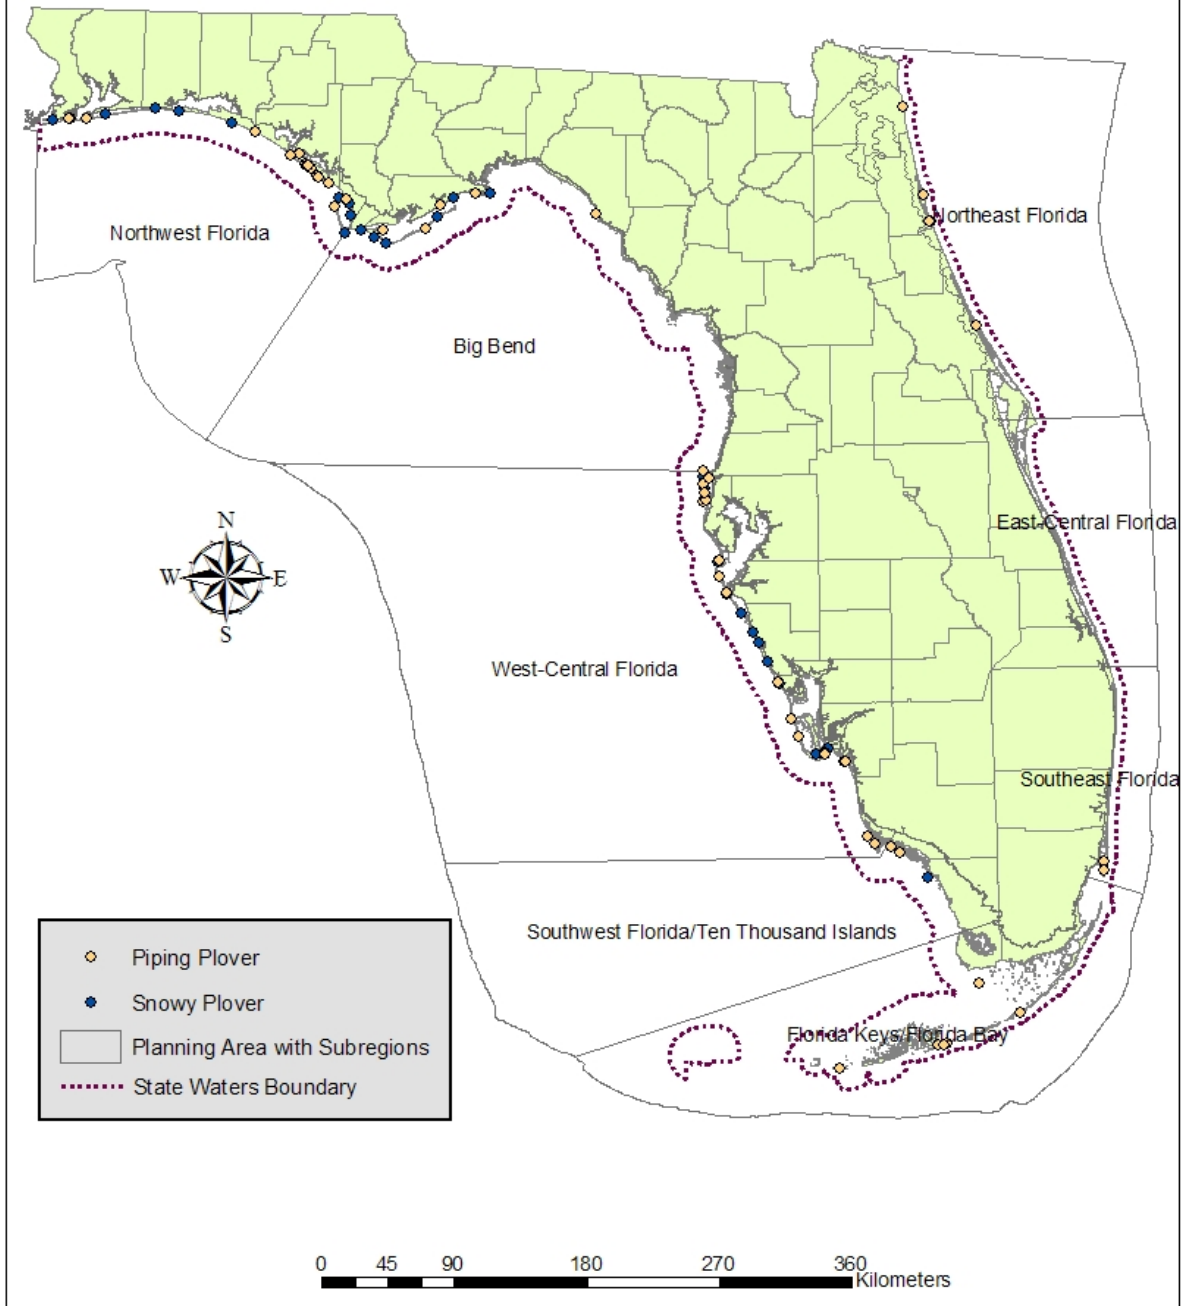 Northwest Florida
ortheast Florida
Big Bend
East-Central Florida
N
W E
S
West-Central Florida
Southeast Florida
Southwest Florida/Ten Thousand Islands
Florida Keys/Florida Bay
Piping Plover
Snowy Plover
Planning Area with Subregions
State Waters Boundary
0 45 90 180 270 360
Kilometers